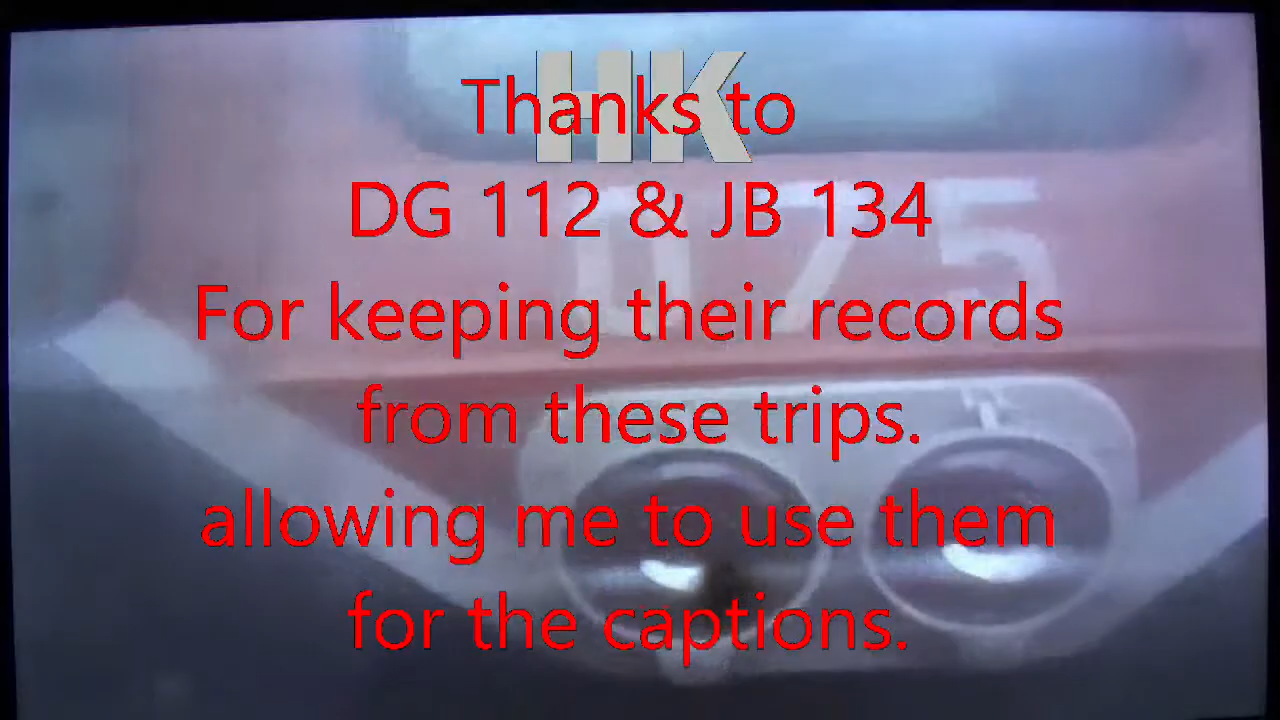 HK
Thanks to
DG 112 & JB 134
075
For keeping their records
from these trips.
allowing me to use them
for the captions.